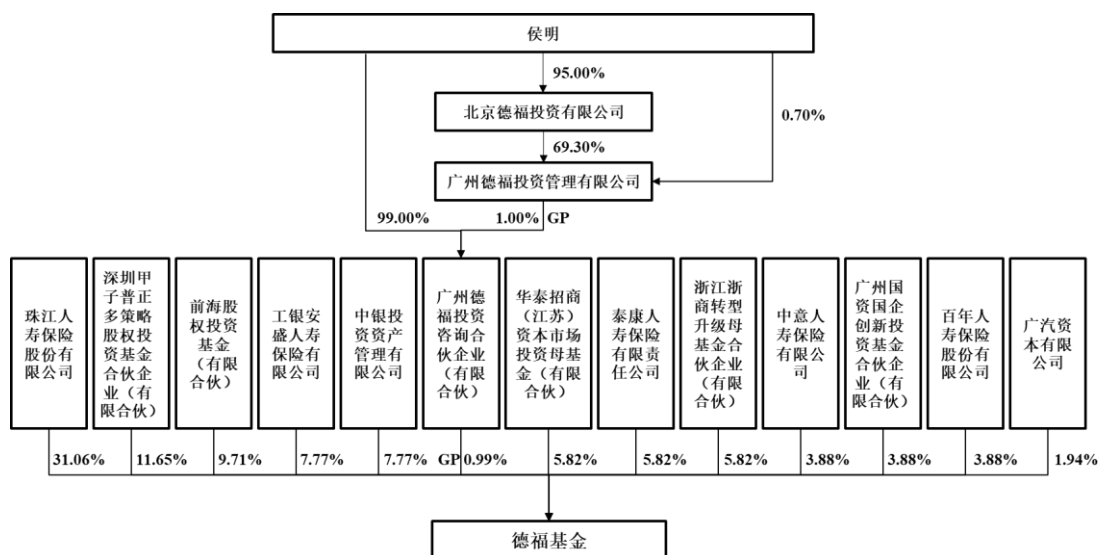 侯明
95.00%
北京德福投资有限公司
0.70%
69.30%
广州德福投资管理有限公司
99.00%
1.00% GP
珠江人
寿保险
股份有
限公司
深圳甲
子普正
多策略
股权投
资基金
合伙企
业（有
限合伙）
前海股
权投资
基金
（有限
合伙）
工银安
盛人寿
保险有
限公司
中银投
资资产
管理有
限公司
广州德
福投资
咨询合
伙企业
（有限
合伙）
华泰招商
（江苏）
资本市场
投资母基
金（有限
合伙）
泰康人
寿保险
有限责
任公司
浙江浙
商转型
升级母
基金合
伙企业
（有限
合伙）
中意人
寿保险
有限公
司
广州国
资国企
创新投
资基金
合伙企
业（有
限合伙）
百年人
寿保险
股份有
限公司
广汽资
本有限
公司
31.06%
11.65%
9.71%
7.77%
7.77%
GP 0.99%
5.82%
5.82%
5.82%
3.88%
3.88%
3.88%
1.94%
德福基金